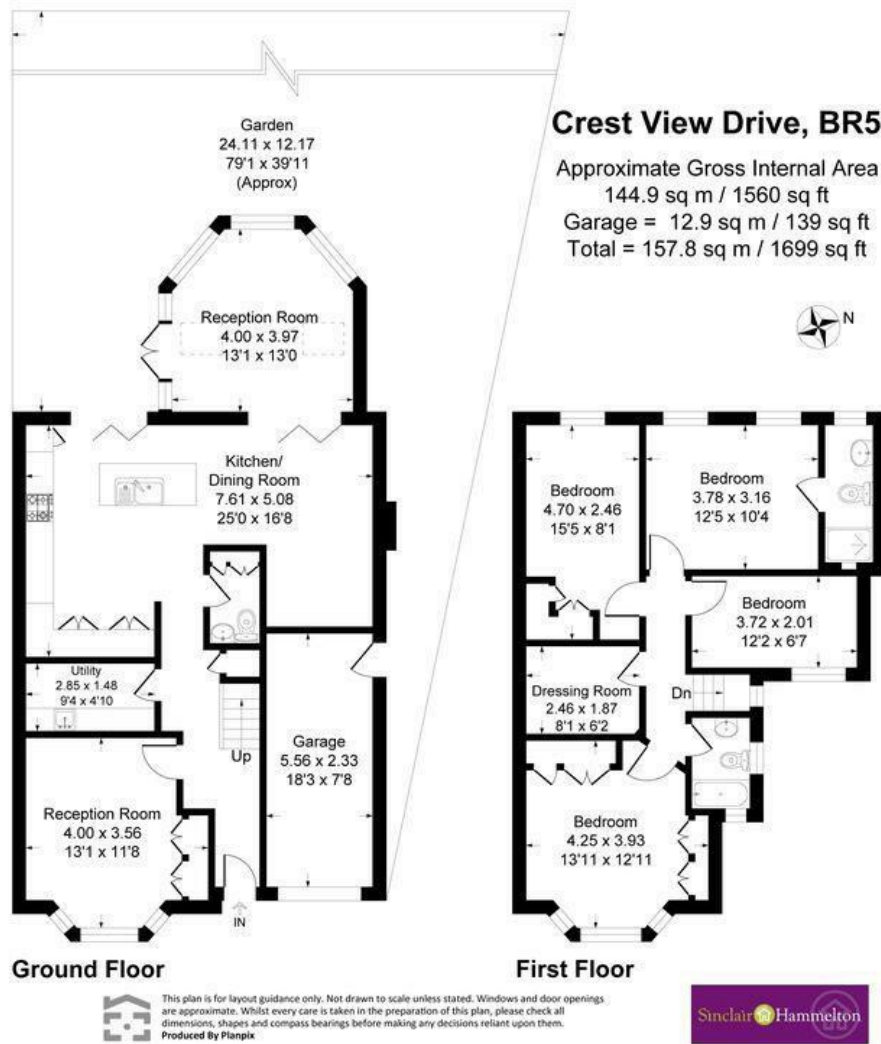 Crest View Drive, BR5
Approximate Gross Internal Area
144.9 sq m / 1560 sq ft
Garage = 12.9 sq m / 139 sq ft
Total = 157.8 sq m / 1699 sq ft
N
Garden
24.11 x 12.17
79'1 x 39'11
(Approx)
Reception Room
4.00 x 3.97
13'1 x 13'0
Kitchen/
Dining Room
7.61 x 5.08
25'0 x 16'8
Utility
2.85 x 1.48
9'4 x 4'10
Up
Garage
5.56 x 2.33
18'3 x 7'8
Reception Room
4.00 x 3.56
13'1 x 11'8
IN
Ground Floor
Bedroom
4.70 x 2.46
15'5 x 8'1
Bedroom
3.78 x 3.16
12'5 x 10'4
Bedroom
3.72 x 2.01
12'2 x 6'7
Dressing Room
2.46 x 1.87
8'1 x 6'2
Dn
Bedroom
4.25 x 3.93
13'11 x 12'11
First Floor
This plan is for layout guidance only. Not drawn to scale unless stated. Windows and door openings
are approximate. Whilst every care is taken in the preparation of this plan, please check all
dimensions, shapes and compass bearings before making any decisions reliant upon them.
Produced By Planpix
Sinclair Hammelton